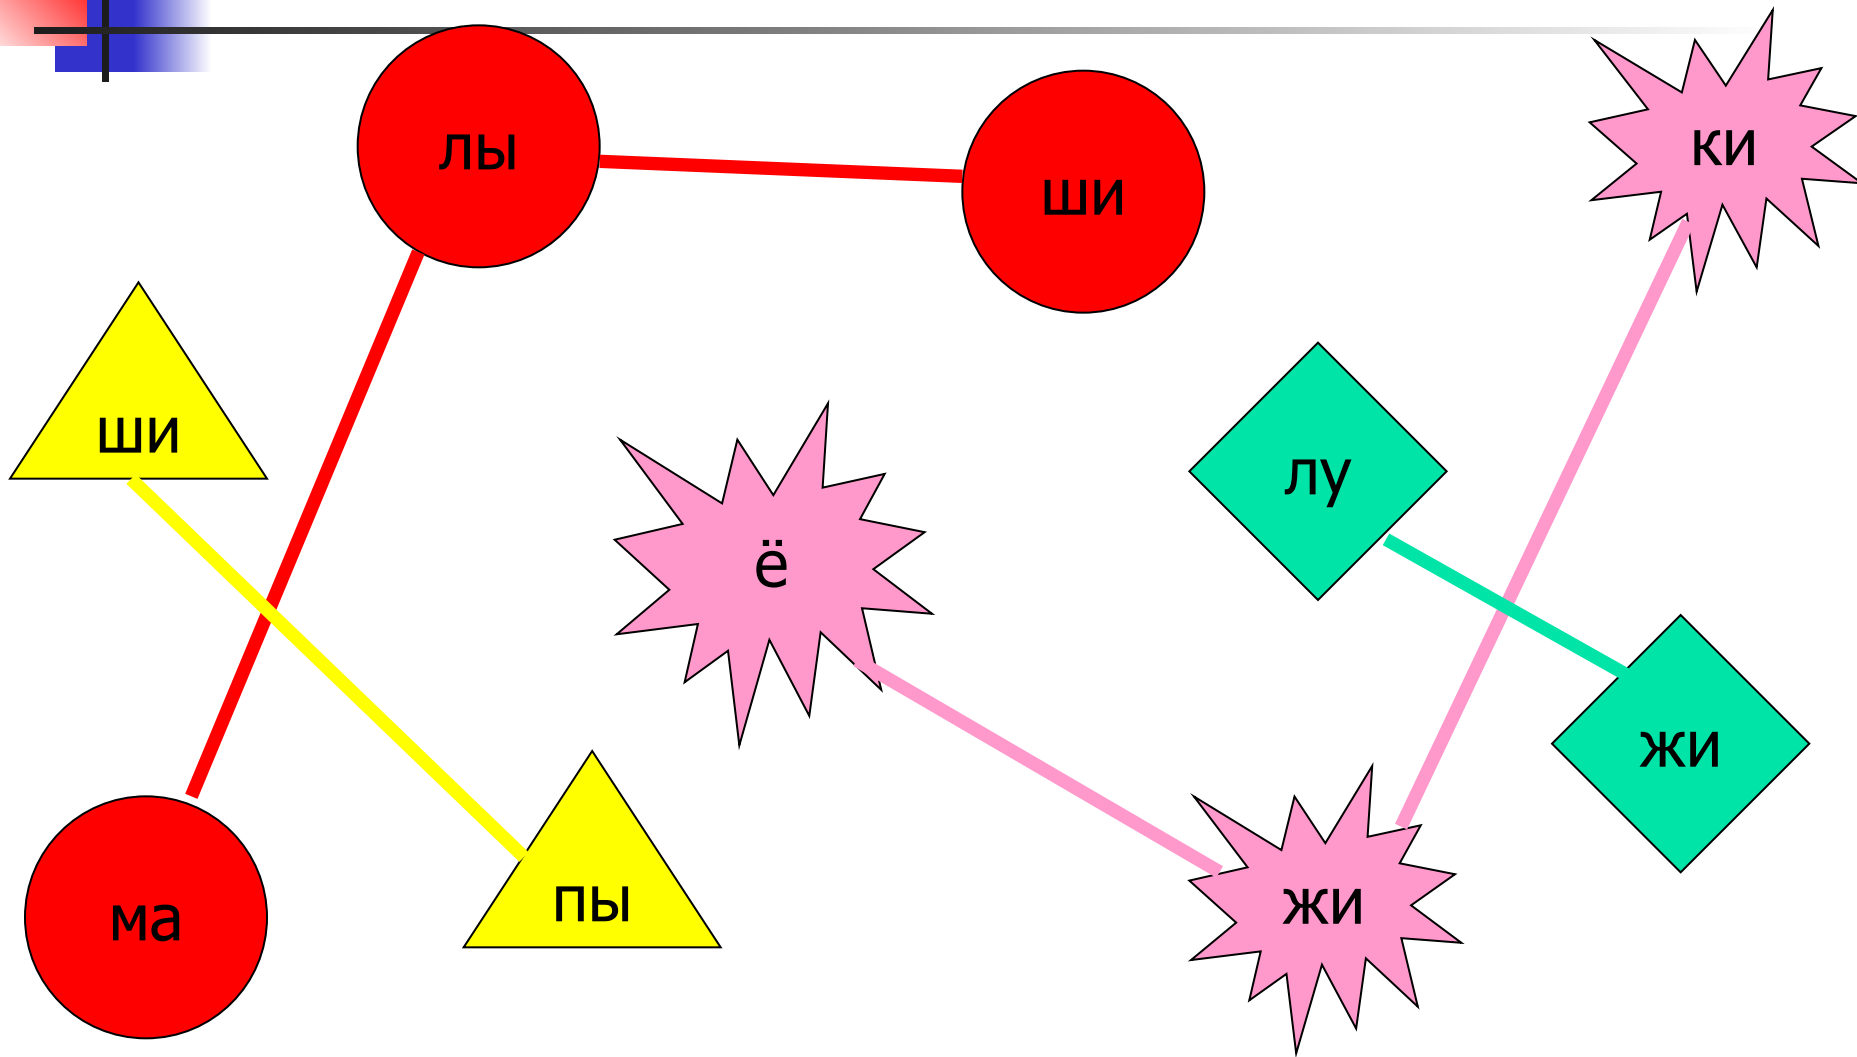 лы
ши
ки
ши
лу
ё
жи
пы
жи
ма